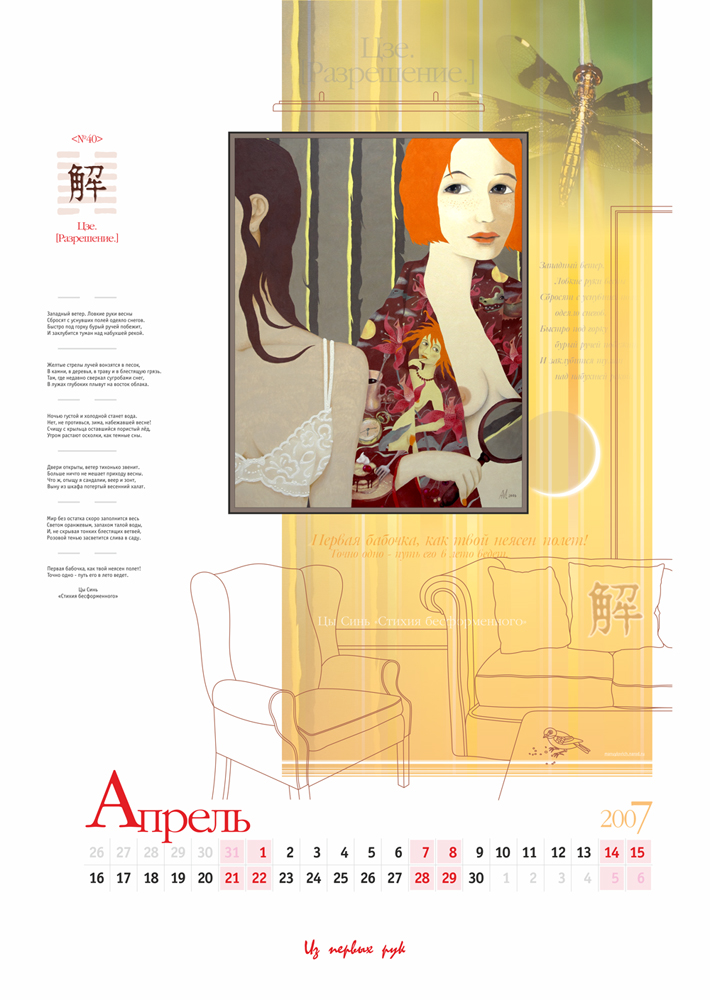 Цзе.
[Разрешение.]
<№40>
解
Цзе.
[Разрешение.]
Западный ветер. Ловкие руки весны
Сбросят с уснувших полей одеяло снегов.
Быстро под горку бурый ручей побежит,
И заклубится туман над набухшей рекой.
Желтые стрелы лучей вонзятся в песок,
В камни, и деревья, в траву и в блестящую грязь.
Там, где недавно сверкал сугробами снег,
В лужах глубоких плывут на восток облака.
Ночью густой и холодной станет вода.
Нет, не противься, зима, набежавшей весне!
Счищу с крыльца оставшийся пористый лёд,
Утром растают осколки, как темные сны.
Двери открыты, ветер тихонько звенит.
Больше ничто не мешает приходу весны.
Что ж, отыщу я сандалии, веер и зонт,
Выну из шкафа потертый весенний халат.
Мир без остатка скоро заполнится весь
Светом оранжевым, запахом талой воды,
И, не скрывая тонких блестящих ветвей,
Розовой тенью засветится слива в саду.
Первая бабочка, как твой неясен полет!
Точно одно - путь его в лето ведет.
Цы Синь
«Стихия бесформенного»
Западный ветер.
Ловкие руки
Сбросят с уснувших
одеяло снегов
Быстро под горку
бурый ручей
И заклубится
над набухшей
Первая бабочка, как твой неясен полет!
Точно одно - путь его в лето ведет.
Цы Синь «Стихия бесформенного»
解
Апрель
2007
26 27 28 29 30 31 1 2 3 4 5 6 7 8 9 10 11 12 13 14 15
16 17 18 19 20 21 22 23 24 25 26 27 28 29 30 1 2 3 4 5 6
Из первых рук